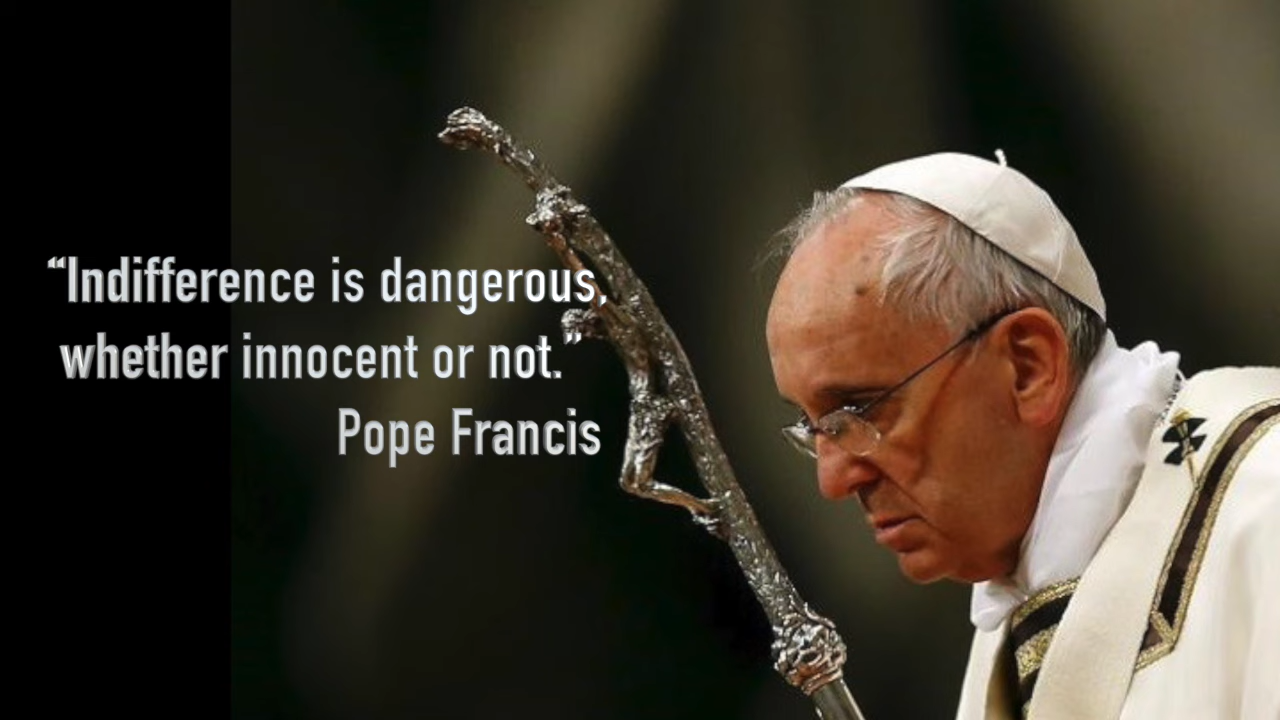 “Indifference is dangerous,
whether innocent or not.”
Pope Francis